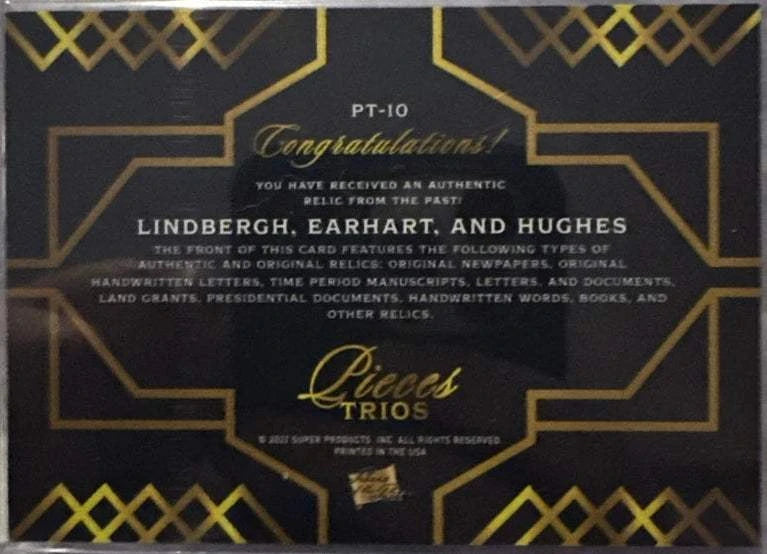 PT-10
Congratulations!
YOU HAVE RECEIVED AN AUTHENTIC
RELIC FROM THE PAST!
LINDBERGH, EARHART, AND HUGHES
THE FRONT OF THIS CARD FEATURES THE FOLLOWING TYPES OF
AUTHENTIC AND ORIGINAL RELICS: ORIGINAL NEWPAPERS, ORIGINAL
HANDWRITTEN LETTERS, TIME PERIOD MANUSCRIPTS, LETTERS, AND DOCUMENTS,
LAND GRANTS, PRESIDENTIAL DOCUMENTS, HANDWRITTEN WORDS, BOOKS, AND
OTHER RELICS.
Pieces
TRIOS
© 2022 SUPER PRODUCTS, INC. ALL RIGHTS RESERVED.
PRINTED IN THE USA